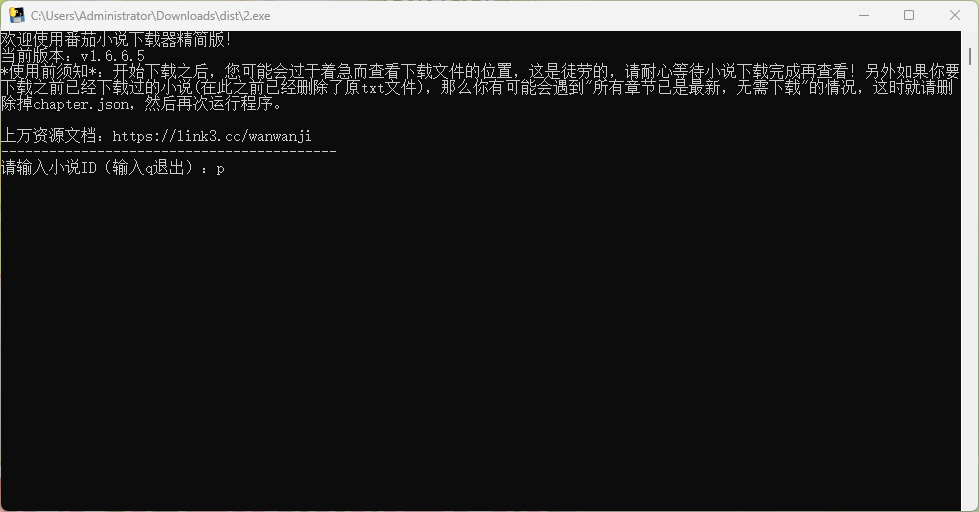 C:\Users\Administrator\Downloads\dist\2.exe
欢迎使用番茄小说下载器精简版！
当前版本：v1.6.6.5
*使用前须知*：开始下载之后，您可能会过于着急而查看下载文件的位置，这是徒劳的，请耐心等待小说下载完成再查看！另外如果你要
下载之前已经下载过的小说(在此之前已经删除了原txt文件)，那么你有可能会遇到"所有章节已是最新，无需下载"的情况，这时就请删
除掉chapter.json，然后再次运行程序。
上万资源文档：https://link3.cc/wanwanji
------------------------------------------
请输入小说ID（输入q退出）：p